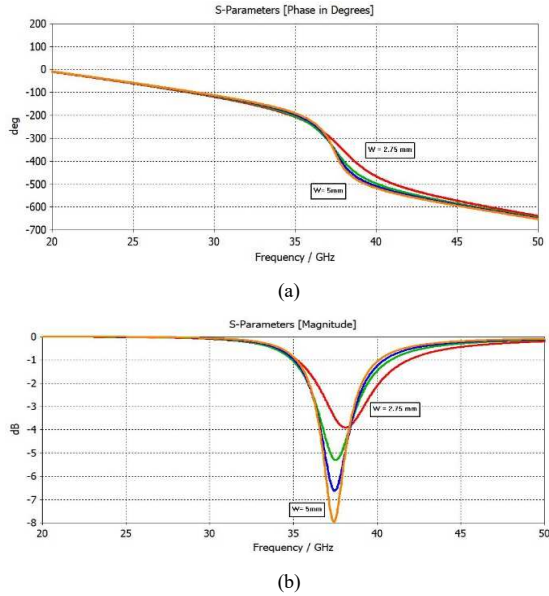 S-Parameters [Phase in Degrees]
200
100
0
-100
-200
-300
-400
-500
-600
-700
deg
W = 2.75 mm
W= 5mm
20 25 30 35 40 45 50
Frequency / GHz
(a)
S-Parameters [Magnitude]
0
-1
-2
-3
-4
-5
-6
-7
-8
dB
W = 2.75 mm
W= 5mm
20 25 30 35 40 45 50
Frequency / GHz
(b)